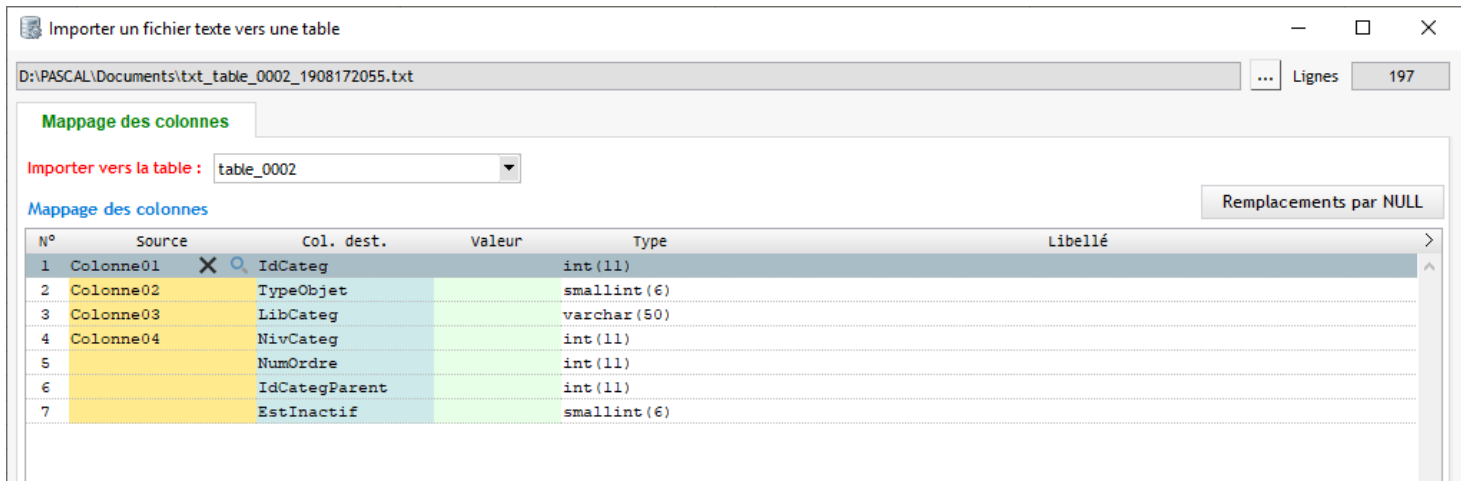 Importer un fichier texte vers une table
D:\PASCAL\Documents\txt_table_0002_1908172055.txt ... Lignes 197
Mappage des colonnes
Importer vers la table : table_0002
Remplacements par NULL
Mappage des colonnes
N° Source Col. dest. Valeur Type Libellé
1 Colonne01 IdCateg int(11)
2 Colonne02 TypeObjet smallint(6)
3 Colonne03 LibCateg varchar(50)
4 Colonne04 NivCateg int(11)
5 NumOrdre int(11)
6 IdCategParent int(11)
7 EstInactif smallint(6)